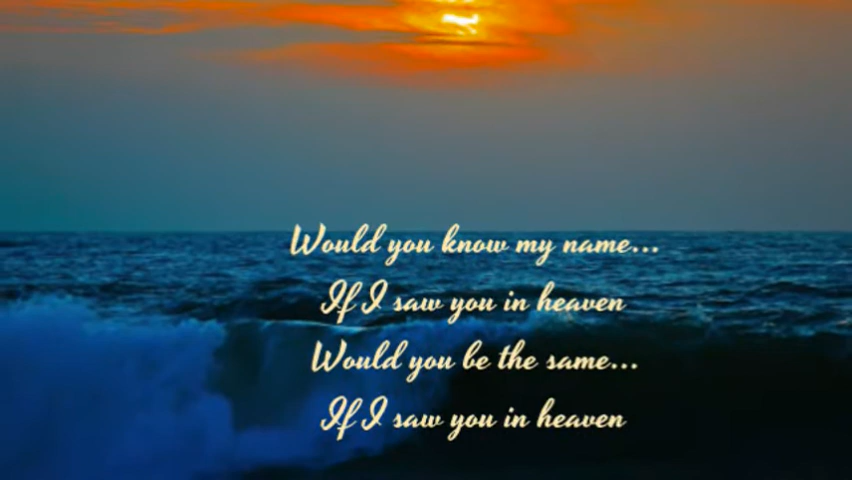 Would you know my name...
If I saw you in heaven
Would you be the same...
If I saw you in heaven